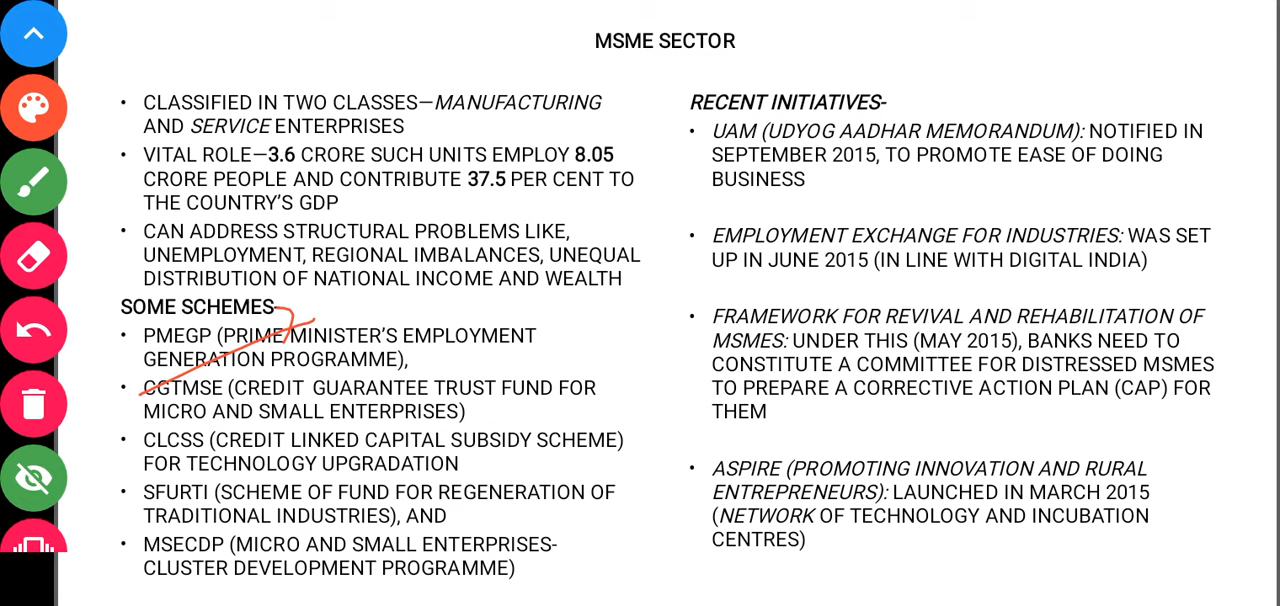 MSME SECTOR
• CLASSIFIED IN TWO CLASSES—MANUFACTURING
AND SERVICE ENTERPRISES
• VITAL ROLE—3.6 CRORE SUCH UNITS EMPLOY 8.05
CRORE PEOPLE AND CONTRIBUTE 37.5 PER CENT TO
THE COUNTRY’S GDP
• CAN ADDRESS STRUCTURAL PROBLEMS LIKE,
UNEMPLOYMENT, REGIONAL IMBALANCES, UNEQUAL
DISTRIBUTION OF NATIONAL INCOME AND WEALTH
SOME SCHEMES-
• PMEGP (PRIME MINISTER’S EMPLOYMENT
GENERATION PROGRAMME),
• CGTMSE (CREDIT GUARANTEE TRUST FUND FOR
MICRO AND SMALL ENTERPRISES)
• CLCSS (CREDIT LINKED CAPITAL SUBSIDY SCHEME)
FOR TECHNOLOGY UPGRADATION
• SFURTI (SCHEME OF FUND FOR REGENERATION OF
TRADITIONAL INDUSTRIES), AND
• MSECDP (MICRO AND SMALL ENTERPRISES-
CLUSTER DEVELOPMENT PROGRAMME)
RECENT INITIATIVES-
• UAM (UDYOG AADHAR MEMORANDUM): NOTIFIED IN
SEPTEMBER 2015, TO PROMOTE EASE OF DOING
BUSINESS
• EMPLOYMENT EXCHANGE FOR INDUSTRIES: WAS SET
UP IN JUNE 2015 (IN LINE WITH DIGITAL INDIA)
• FRAMEWORK FOR REVIVAL AND REHABILITATION OF
MSMES: UNDER THIS (MAY 2015), BANKS NEED TO
CONSTITUTE A COMMITTEE FOR DISTRESSED MSMES
TO PREPARE A CORRECTIVE ACTION PLAN (CAP) FOR
THEM
• ASPIRE (PROMOTING INNOVATION AND RURAL
ENTREPRENEURS): LAUNCHED IN MARCH 2015
(NETWORK OF TECHNOLOGY AND INCUBATION
CENTRES)